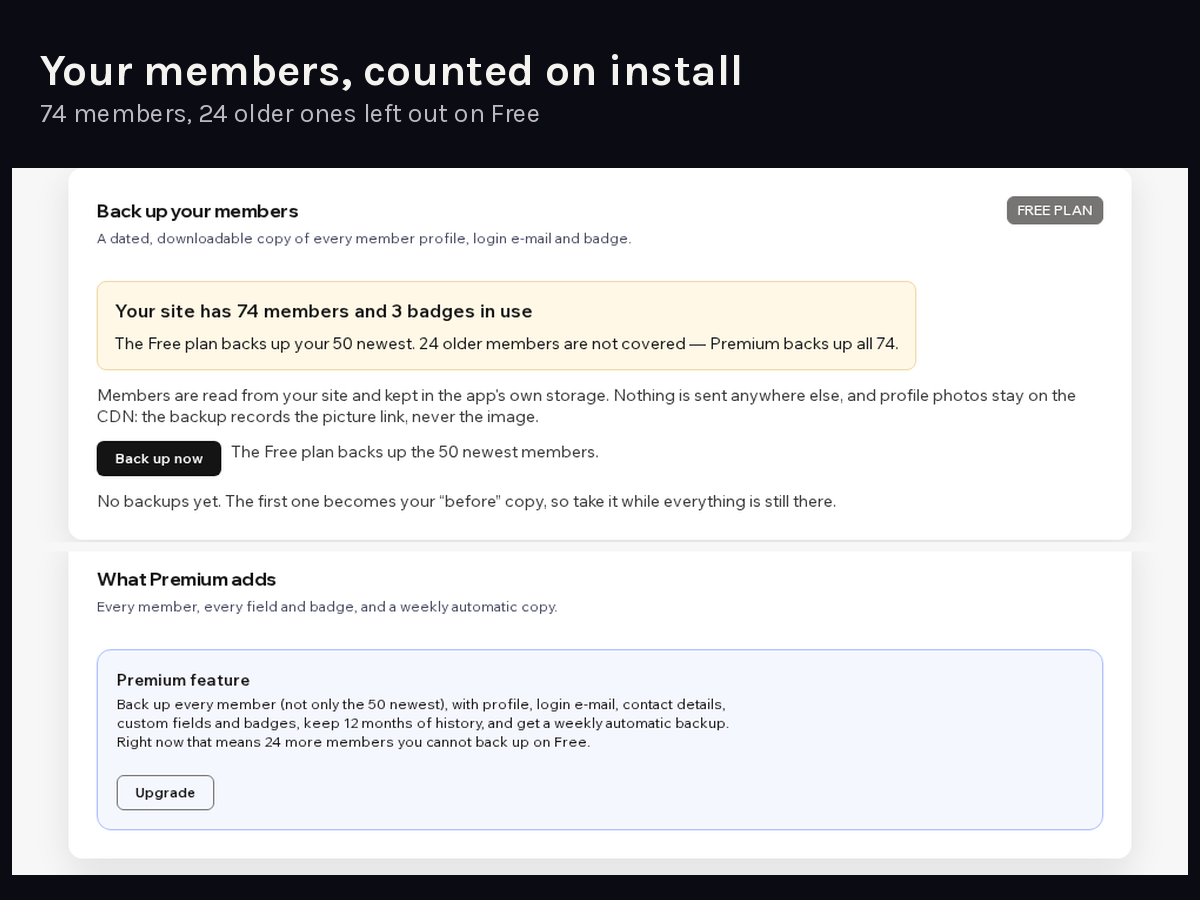 Your members, counted on install
74 members, 24 older ones left out on Free
Back up your members
FREE PLAN
A dated, downloadable copy of every member profile, login e-mail and badge.
Your site has 74 members and 3 badges in use
The Free plan backs up your 50 newest. 24 older members are not covered — Premium backs up all 74.
Members are read from your site and kept in the app's own storage. Nothing is sent anywhere else, and profile photos stay on the
CDN: the backup records the picture link, never the image.
Back up now
The Free plan backs up the 50 newest members.
No backups yet. The first one becomes your “before” copy, so take it while everything is still there.
What Premium adds
Every member, every field and badge, and a weekly automatic copy.
Premium feature
Back up every member (not only the 50 newest), with profile, login e-mail, contact details,
custom fields and badges, keep 12 months of history, and get a weekly automatic backup.
Right now that means 24 more members you cannot back up on Free.
Upgrade